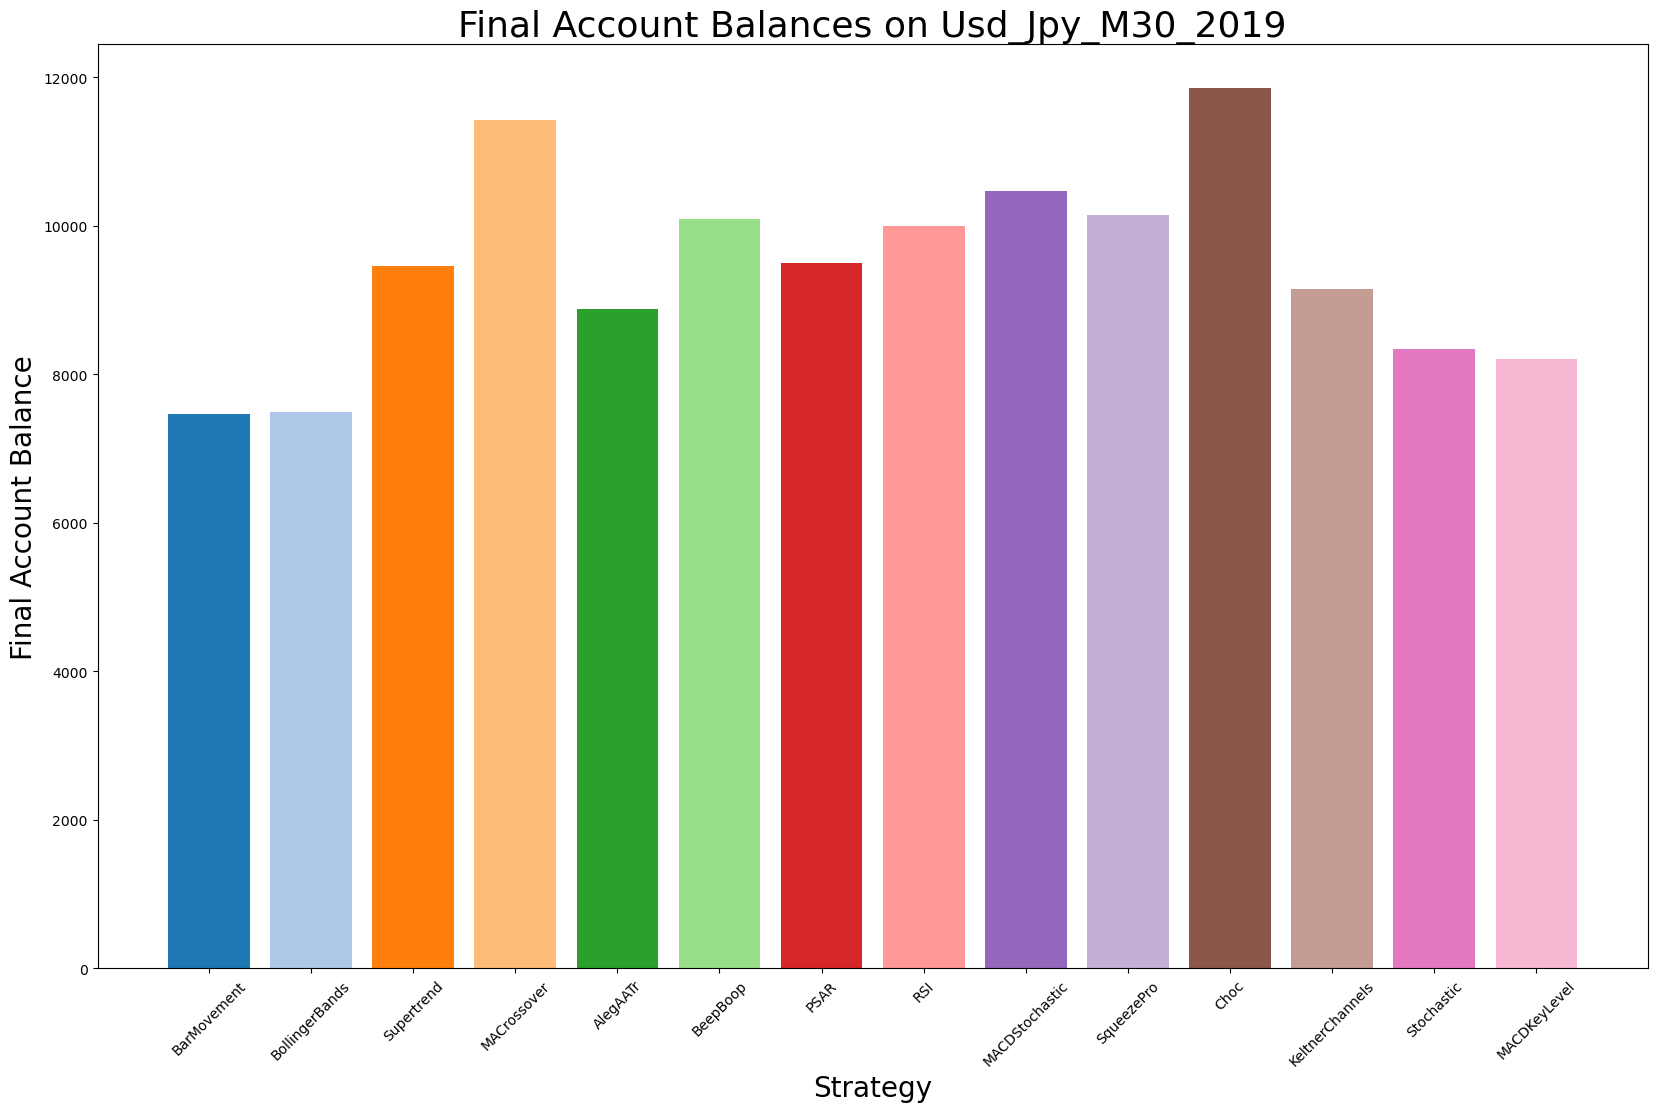 Final Account Balances on Usd_Jpy_M30_2019
Final Account Balance
12000
10000
8000
6000
4000
2000
0
BarMovement
BollingerBands
Supertrend
MACrossover
AlegAATr
BeepBoop
PSAR
RSI
MACDStochastic
SqueezePro
Choc
KeltnerChannels
Stochastic
MACDKeyLevel
Strategy